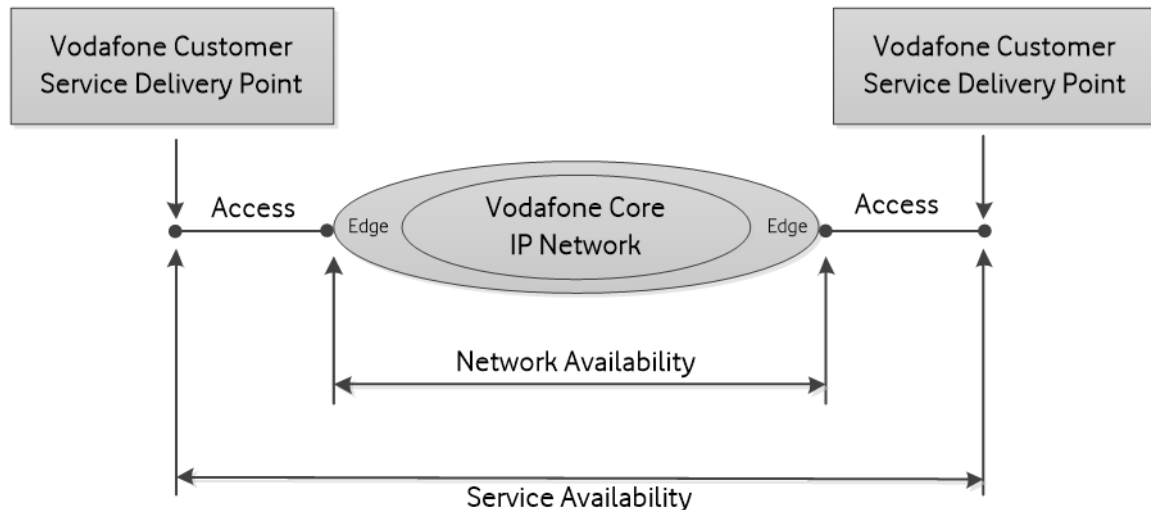 Vodafone Customer
Service Delivery Point
Vodafone Customer
Service Delivery Point
Access
Edge
Vodafone Core
IP Network
Edge
Access
Network Availability
Service Availability